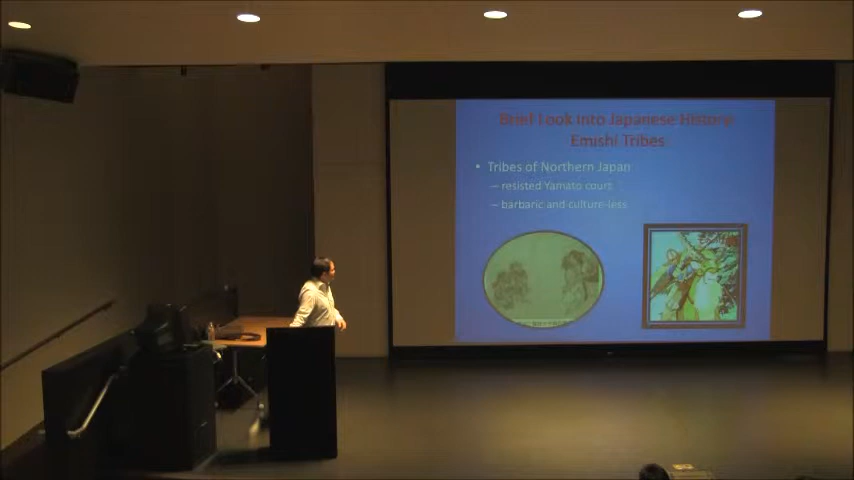 Brief Look into Japanese History
Emishi Tribes
• Tribes of Northern Japan
– resisted Yamato court
– barbaric and culture-less